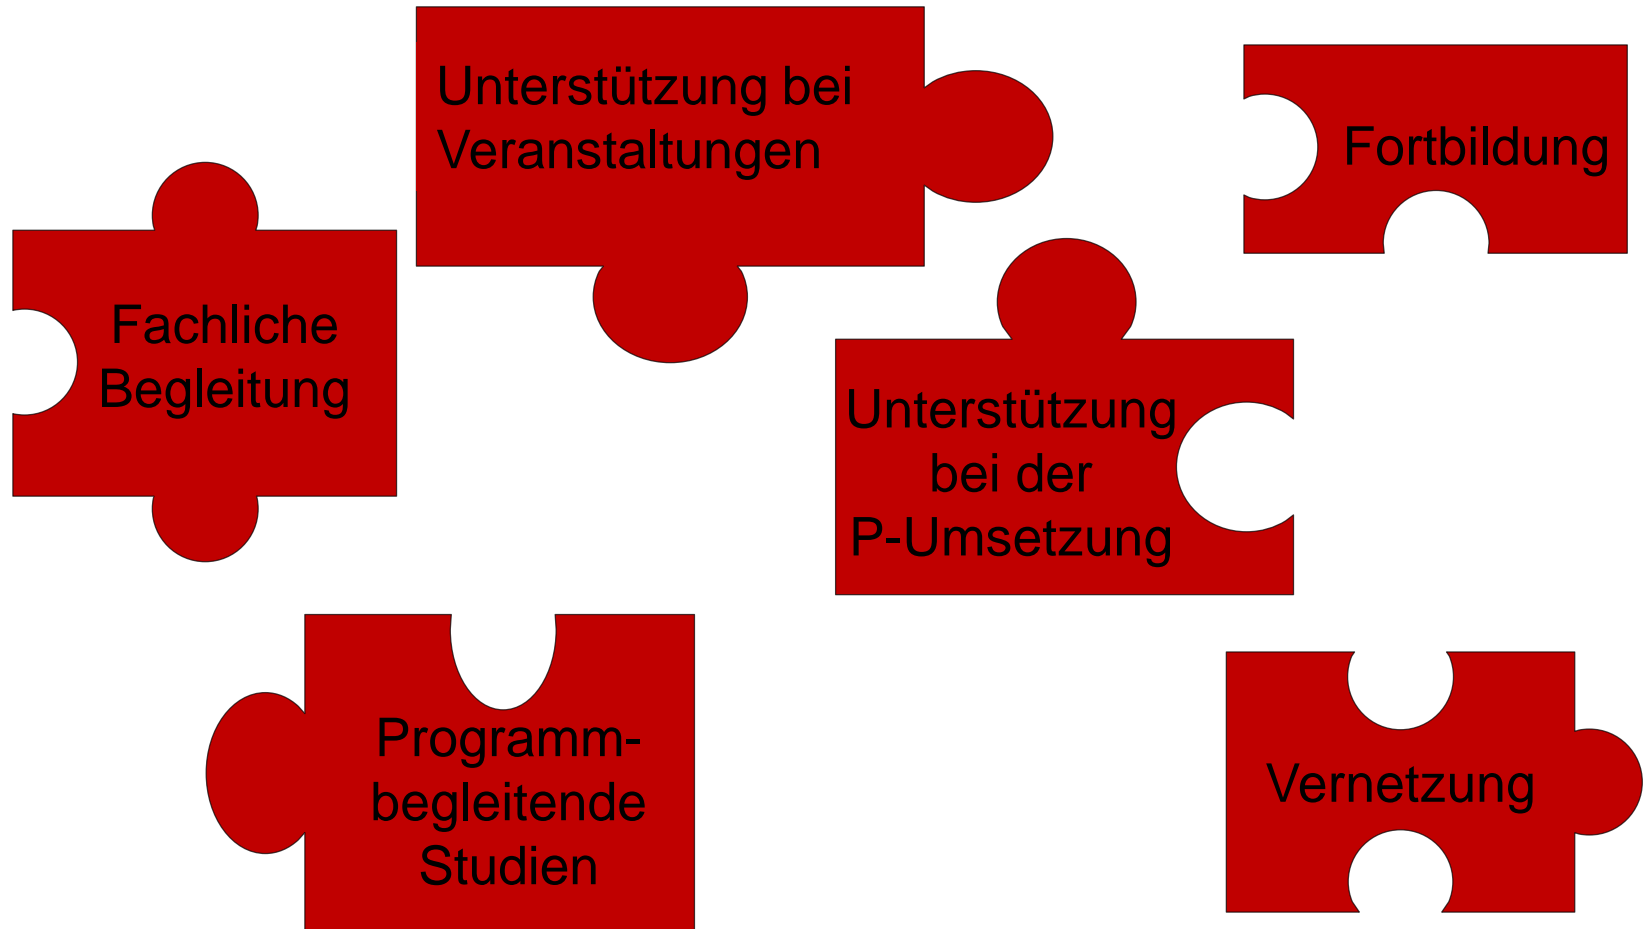 Unterstützung bei
Veranstaltungen
Fortbildung
Fachliche
Begleitung
Unterstützung
bei der
P-Umsetzung
Programm-
begleitende
Studien
Vernetzung